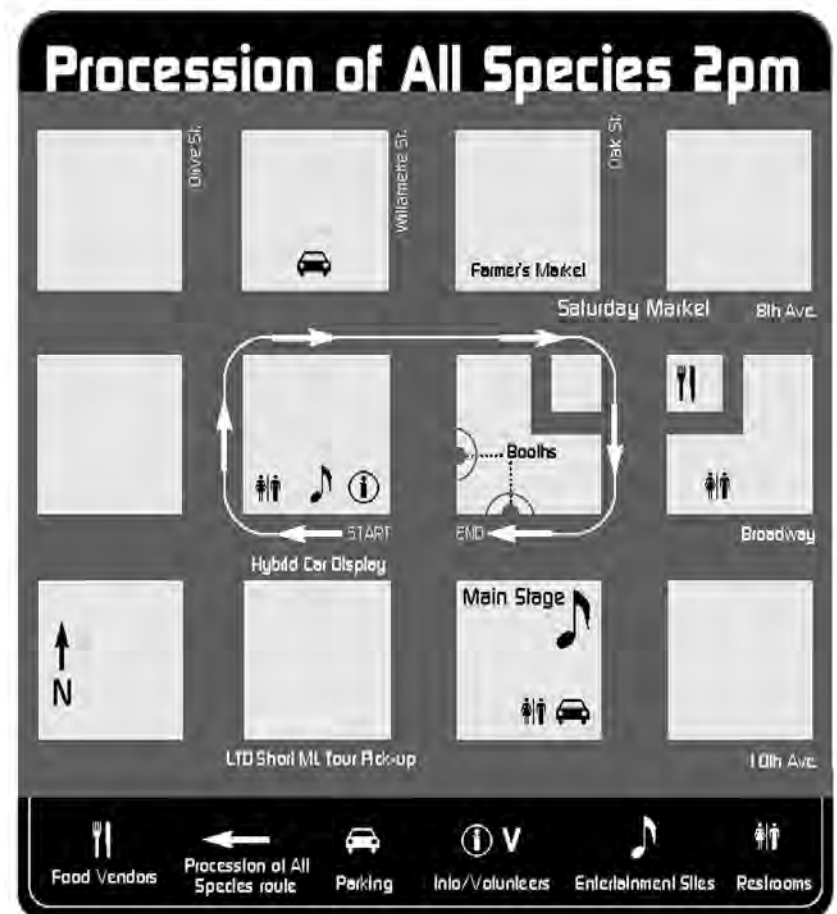 Procession of All Species 2pm
Olive St.
Willamette St.
Oak St.
Farmer's Market
Saturday Market
8th Ave.
Booths
START
END
Broadway
Hybrid Car Display
Main Stage
N
LTD Short Mt. Tour Pick-up
10th Ave.
Food Vendors
Procession of All
Species route
Parking
i V
Info/Volunteers
Entertainment Sites
Restrooms